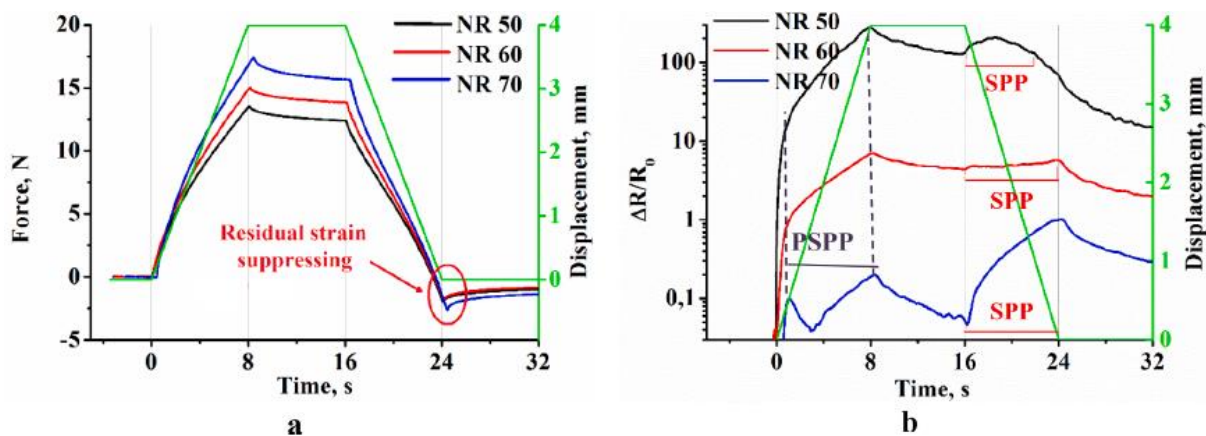 20
15
10
5
0
-5
Force, N
NR 50
NR 60
NR 70
Residual strain
suppressing
4
3
2
1
0
Displacement, mm
0 8 16 24 32
Time, s
a
100
10
1
0,1
ΔR/R₀
NR 50
NR 60
NR 70
SPP
SPP
PSPP
SPP
4
3
2
1
0
Displacement, mm
0 8 16 24 32
Time, s
b